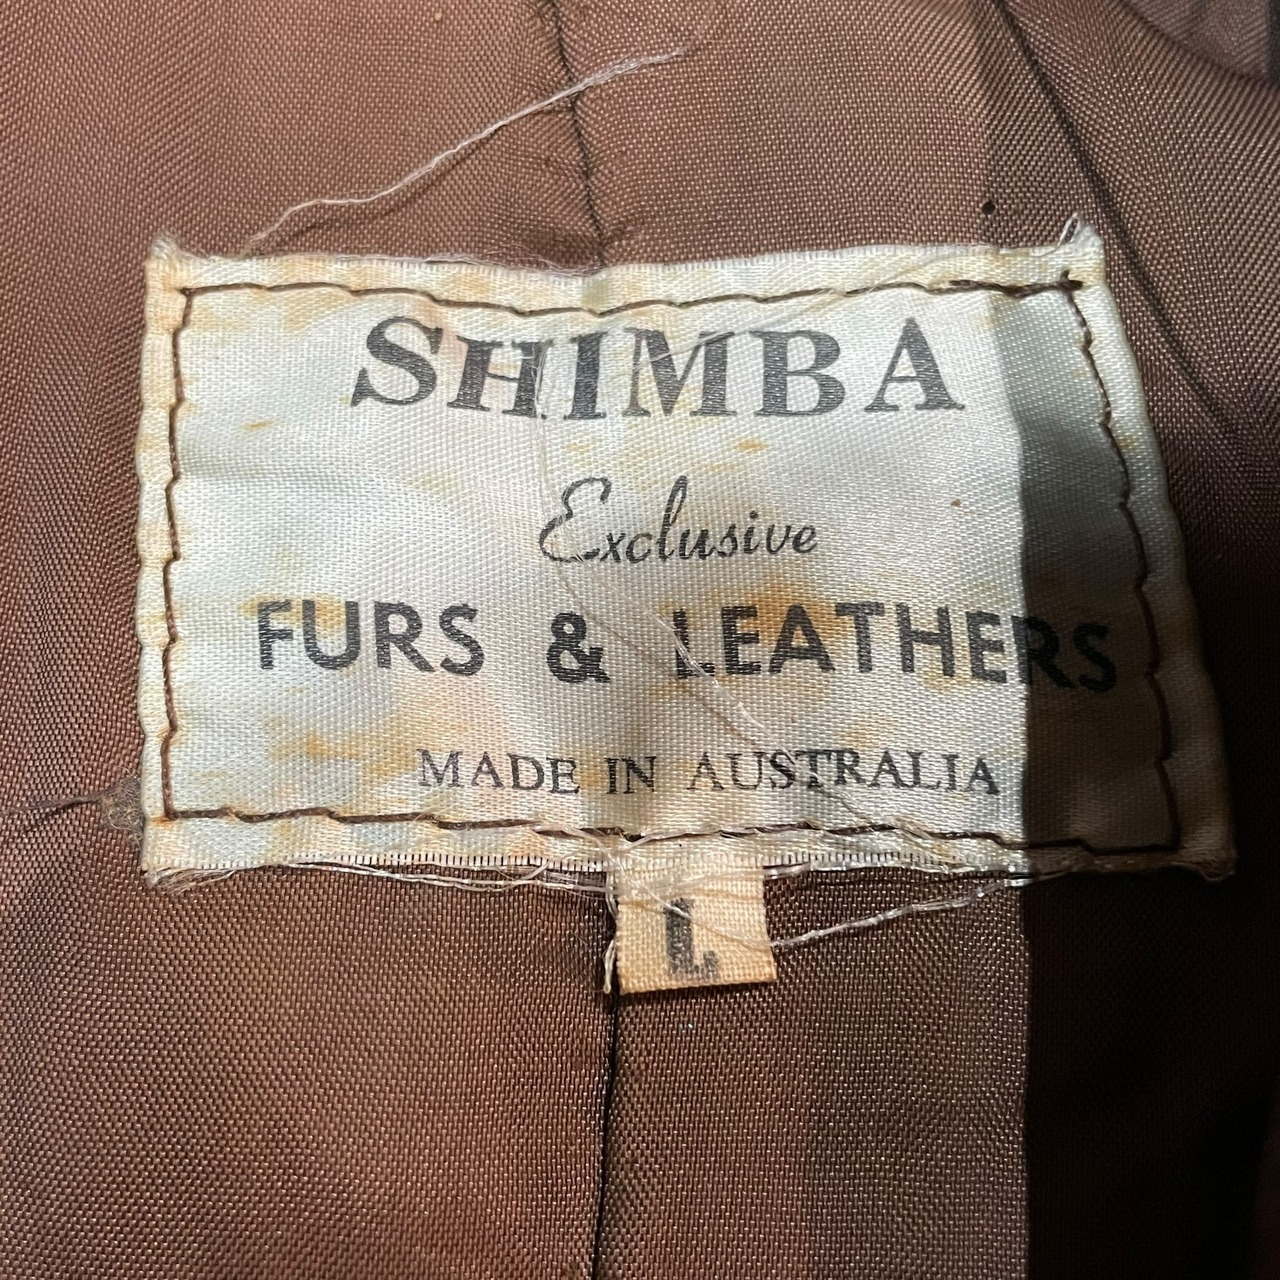 SHIMBA
Exclusive
FURS & LEATHERS
MADE IN AUSTRALIA
L